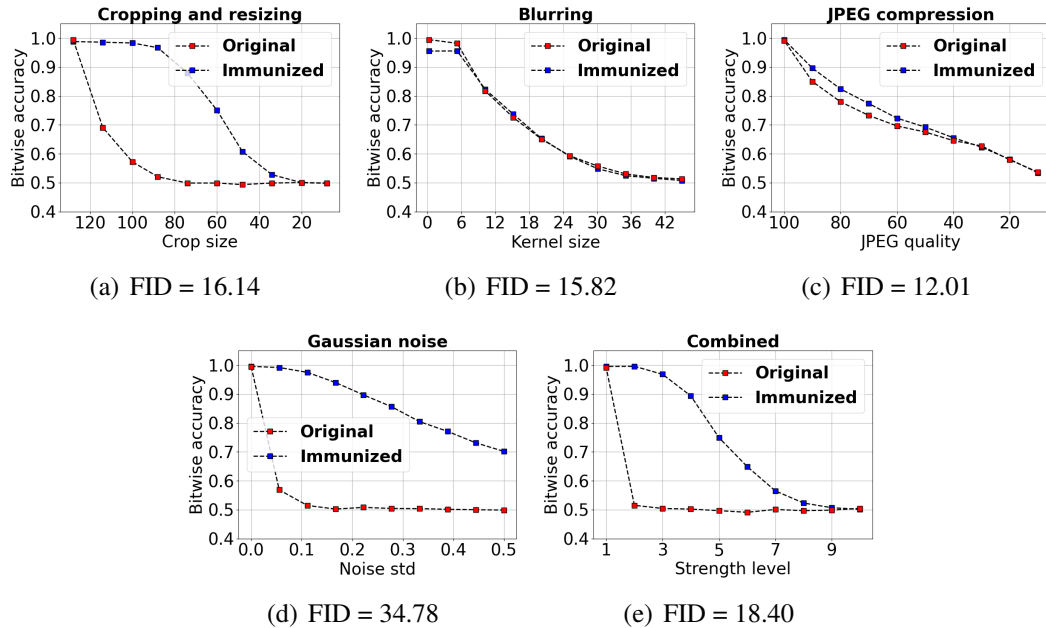 Cropping and resizing
Original
Immunized
Bitwise accuracy
1.0
0.9
0.8
0.7
0.6
0.5
0.4
120 100 80 60 40 20
Crop size
(a) FID = 16.14
Blurring
Original
Immunized
Bitwise accuracy
1.0
0.9
0.8
0.7
0.6
0.5
0.4
0 6 12 18 24 30 36 42
Kernel size
(b) FID = 15.82
JPEG compression
Original
Immunized
Bitwise accuracy
1.0
0.9
0.8
0.7
0.6
0.5
0.4
100 80 60 40 20
JPEG quality
(c) FID = 12.01
Gaussian noise
Original
Immunized
Bitwise accuracy
1.0
0.9
0.8
0.7
0.6
0.5
0.4
0.0 0.1 0.2 0.3 0.4 0.5
Noise std
(d) FID = 34.78
Combined
Original
Immunized
Bitwise accuracy
1.0
0.9
0.8
0.7
0.6
0.5
0.4
1 3 5 7 9
Strength level
(e) FID = 18.40